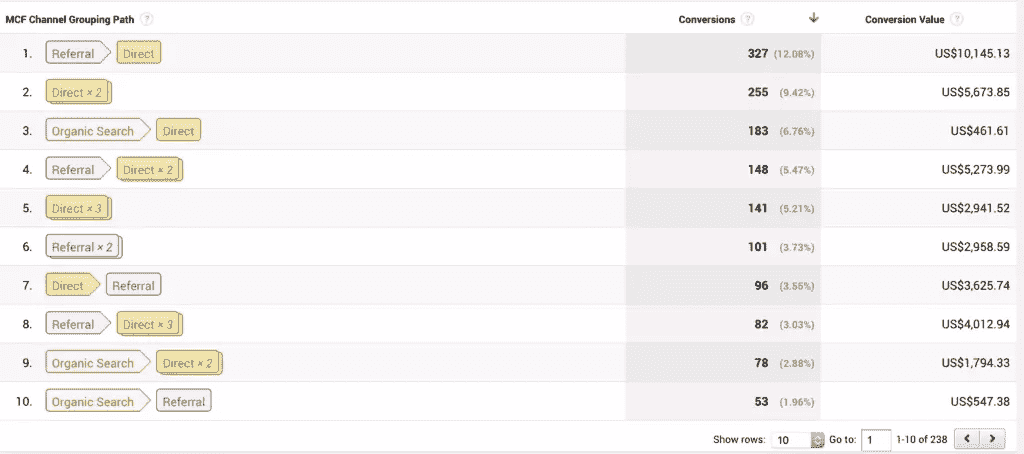 MCF Channel Grouping Path ? Conversions ? ↓ Conversion Value ?
1. Referral Direct 327 (12.08%) US$10,145.13
2. Direct × 2 255 (9.42%) US$5,673.85
3. Organic Search Direct 183 (6.76%) US$461.61
4. Referral Direct × 2 148 (5.47%) US$5,273.99
5. Direct × 3 141 (5.21%) US$2,941.52
6. Referral × 2 101 (3.73%) US$2,958.59
7. Direct Referral 96 (3.55%) US$3,625.74
8. Referral Direct × 3 82 (3.03%) US$4,012.94
9. Organic Search Direct × 2 78 (2.88%) US$1,794.33
10. Organic Search Referral 53 (1.96%) US$547.38
Show rows: 10 Go to: 1 1-10 of 238 < >